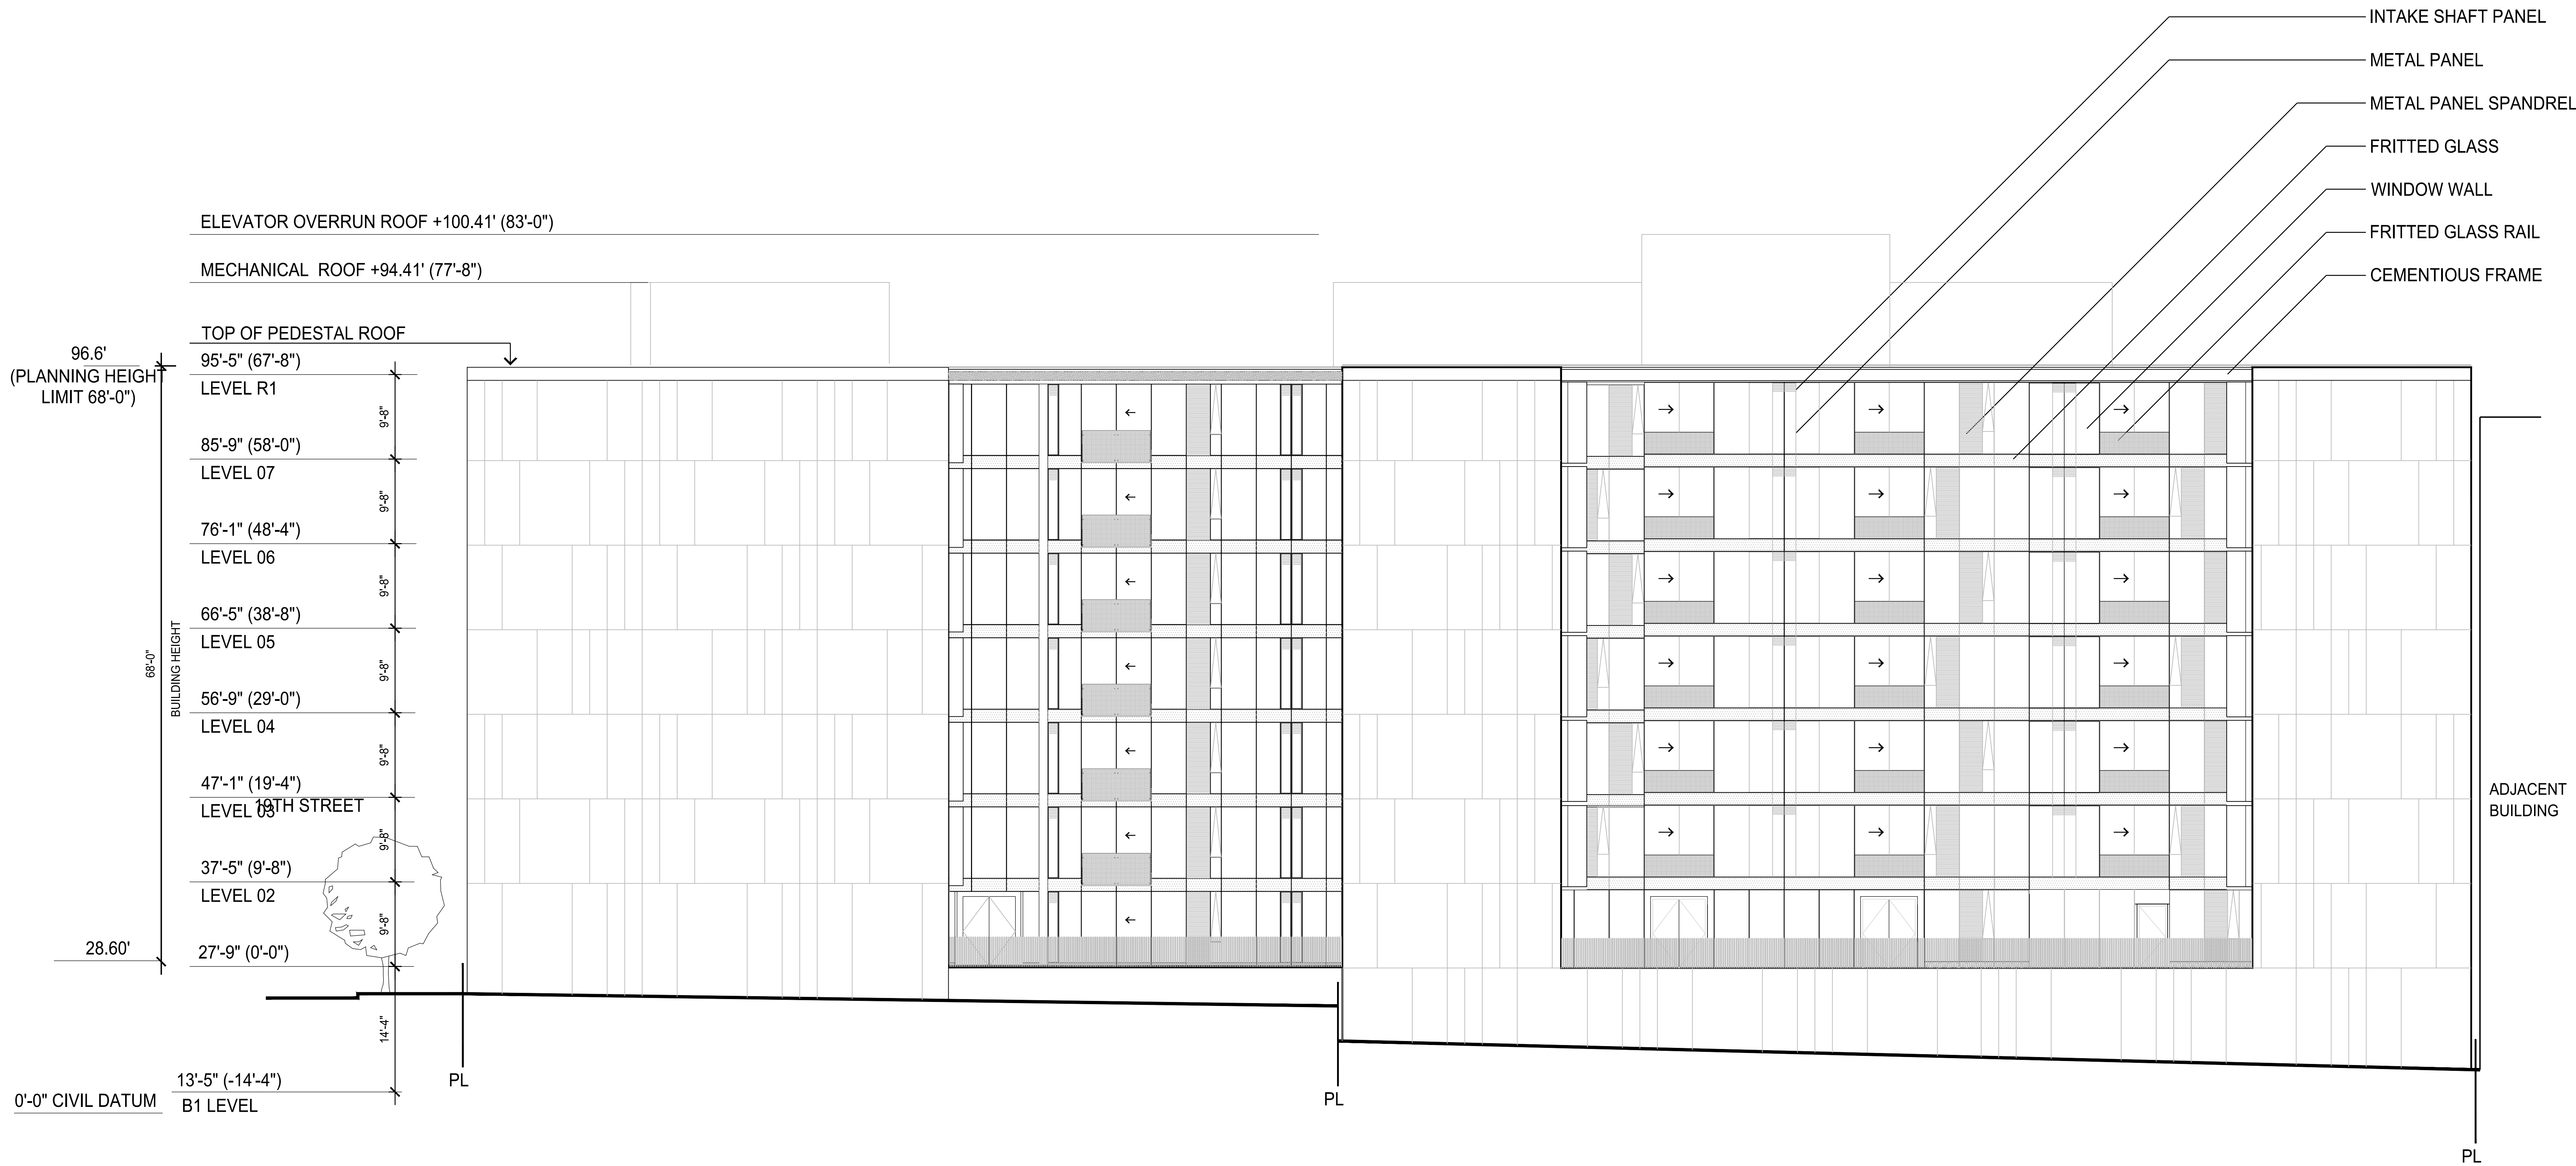 INTAKE SHAFT PANEL
METAL PANEL
METAL PANEL SPANDREL
FRITTED GLASS
WINDOW WALL
FRITTED GLASS RAIL
CEMENTIOUS FRAME
ELEVATOR OVERRUN ROOF +100.41' (83'-0")
MECHANICAL ROOF +94.41' (77'-8")
TOP OF PEDESTAL ROOF
96.6'
(PLANNING HEIGHT
LIMIT 68'-0")
95'-5" (67'-8")
LEVEL R1
9'-8"
85'-9" (58'-0")
LEVEL 07
9'-8"
76'-1" (48'-4")
LEVEL 06
9'-8"
66'-5" (38'-8")
LEVEL 05
68'-0"
BUILDING HEIGHT
9'-8"
56'-9" (29'-0")
LEVEL 04
9'-8"
47'-1" (19'-4")
LEVEL 03
19TH STREET
9'-8"
37'-5" (9'-8")
LEVEL 02
9'-8"
28.60'
27'-9" (0'-0")
14'-4"
13'-5" (-14'-4")
B1 LEVEL
0'-0" CIVIL DATUM
PL
PL
PL
ADJACENT
BUILDING